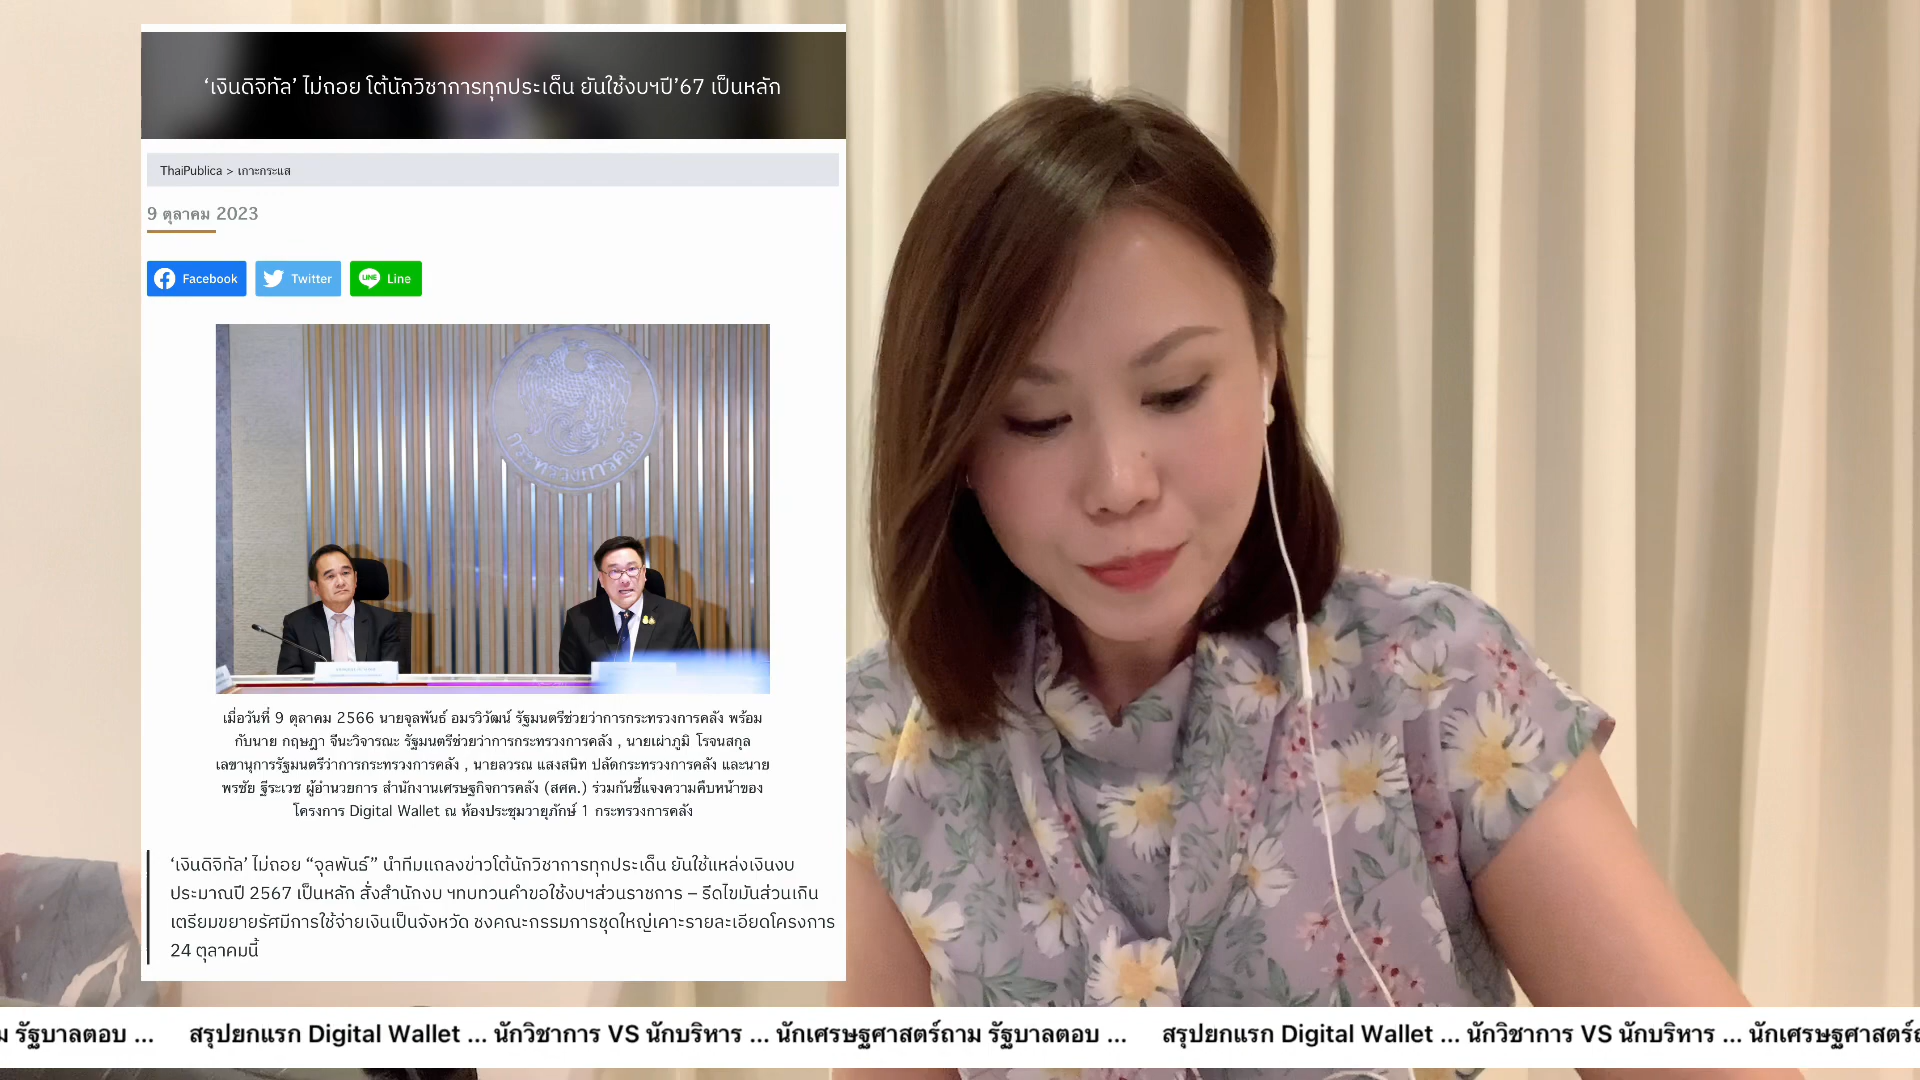 ‘เงินดิจิทัล’ ไม่ถอย โต้นักวิชาการทุกประเด็น ยันใช้งบฯปี’67 เป็นหลัก
ThaiPublica > เกาะกระแส
9 ตุลาคม 2023
Facebook Twitter Line
กระทรวงการคลัง
เมื่อวันที่ 9 ตุลาคม 2566 นายจุลพันธ์ อมรวิวัฒน์ รัฐมนตรีช่วยว่าการกระทรวงการคลัง พร้อม
กับนาย กฤษฎา จีนะวิจารณะ รัฐมนตรีช่วยว่าการกระทรวงการคลัง , นายเผ่าภูมิ โรจนสกุล
เลขานุการรัฐมนตรีว่าการกระทรวงการคลัง , นายลวรณ แสงสนิท ปลัดกระทรวงการคลัง และนาย
พรชัย ฐีระเวช ผู้อำนวยการ สำนักงานเศรษฐกิจการคลัง (สศค.) ร่วมกันชี้แจงความคืบหน้าของ
โครงการ Digital Wallet ณ ห้องประชุมวายุภักษ์ 1 กระทรวงการคลัง
‘เงินดิจิทัล’ ไม่ถอย “จุลพันธ์” นำทีมแถลงข่าวโต้นักวิชาการทุกประเด็น ยันใช้แหล่งเงินงบ
ประมาณปี 2567 เป็นหลัก สั่งสำนักงบ ฯทบทวนคำขอใช้งบฯส่วนราชการ – รีดไขมันส่วนเกิน
เตรียมขยายรัศมีการใช้จ่ายเงินเป็นจังหวัด ชงคณะกรรมการชุดใหญ่เคาะรายละเอียดโครงการ
24 ตุลาคมนี้
ม รัฐบาลตอบ ... สรุปยกแรก Digital Wallet ... นักวิชาการ VS นักบริหาร ... นักเศรษฐศาสตร์ถาม รัฐบาลตอบ ... สรุปยกแรก Digital Wallet ... นักวิชาการ VS นักบริหาร ... นักเศรษฐศาสตร์ถ